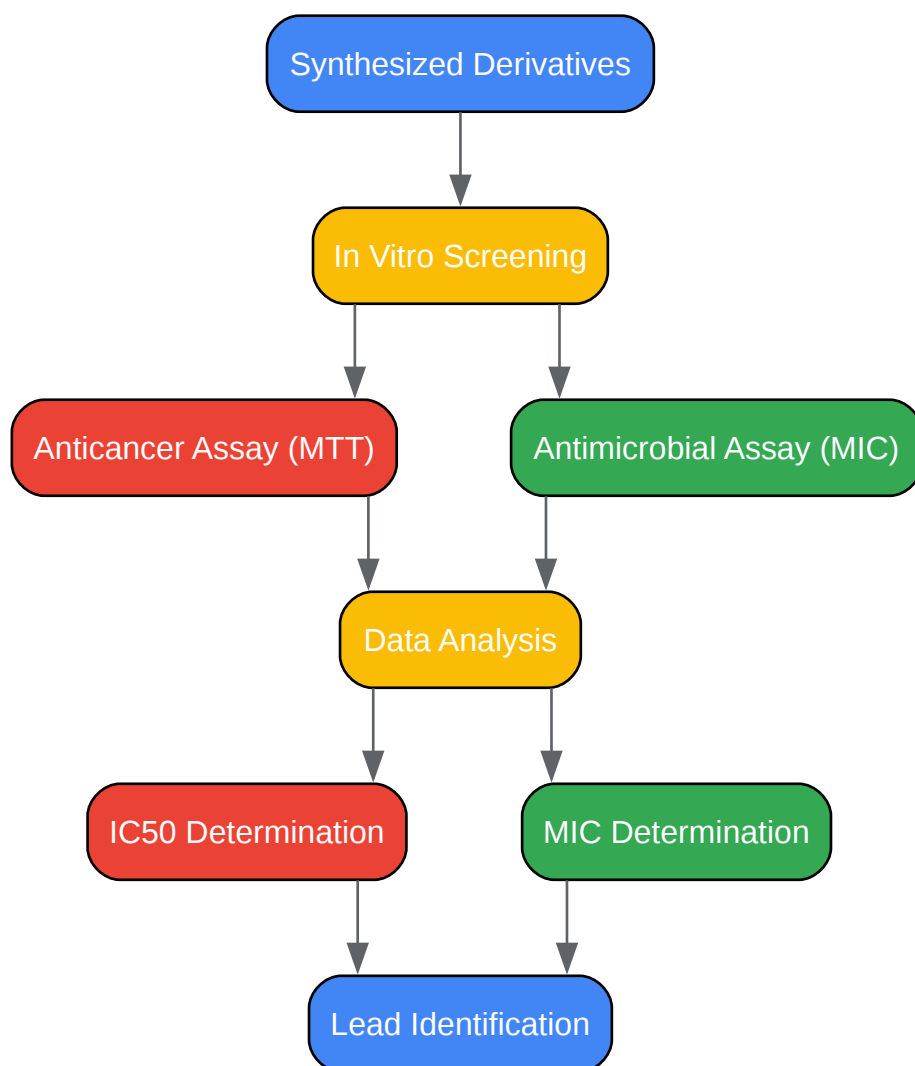 Synthesized Derivatives
In Vitro Screening
Anticancer Assay (MTT)
Antimicrobial Assay (MIC)
Data Analysis
IC50 Determination
MIC Determination
Lead Identification